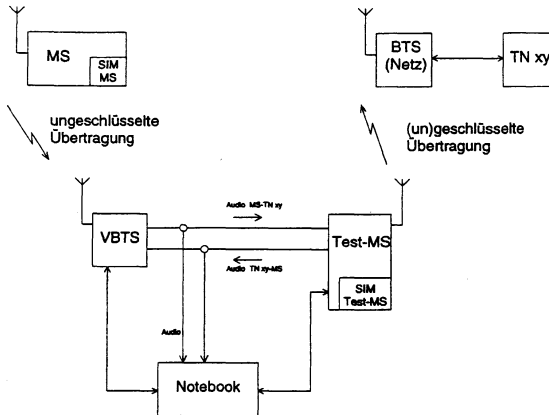 MS
SIM
MS
BTS
(Netz)
TN xy
ungeschlüsselte
Übertragung
(un)geschlüsselte
Übertragung
Audio MS-TN xy
VBTS
Test-MS
Audio TN xy-MS
SIM
Test-MS
Audio
Notebook